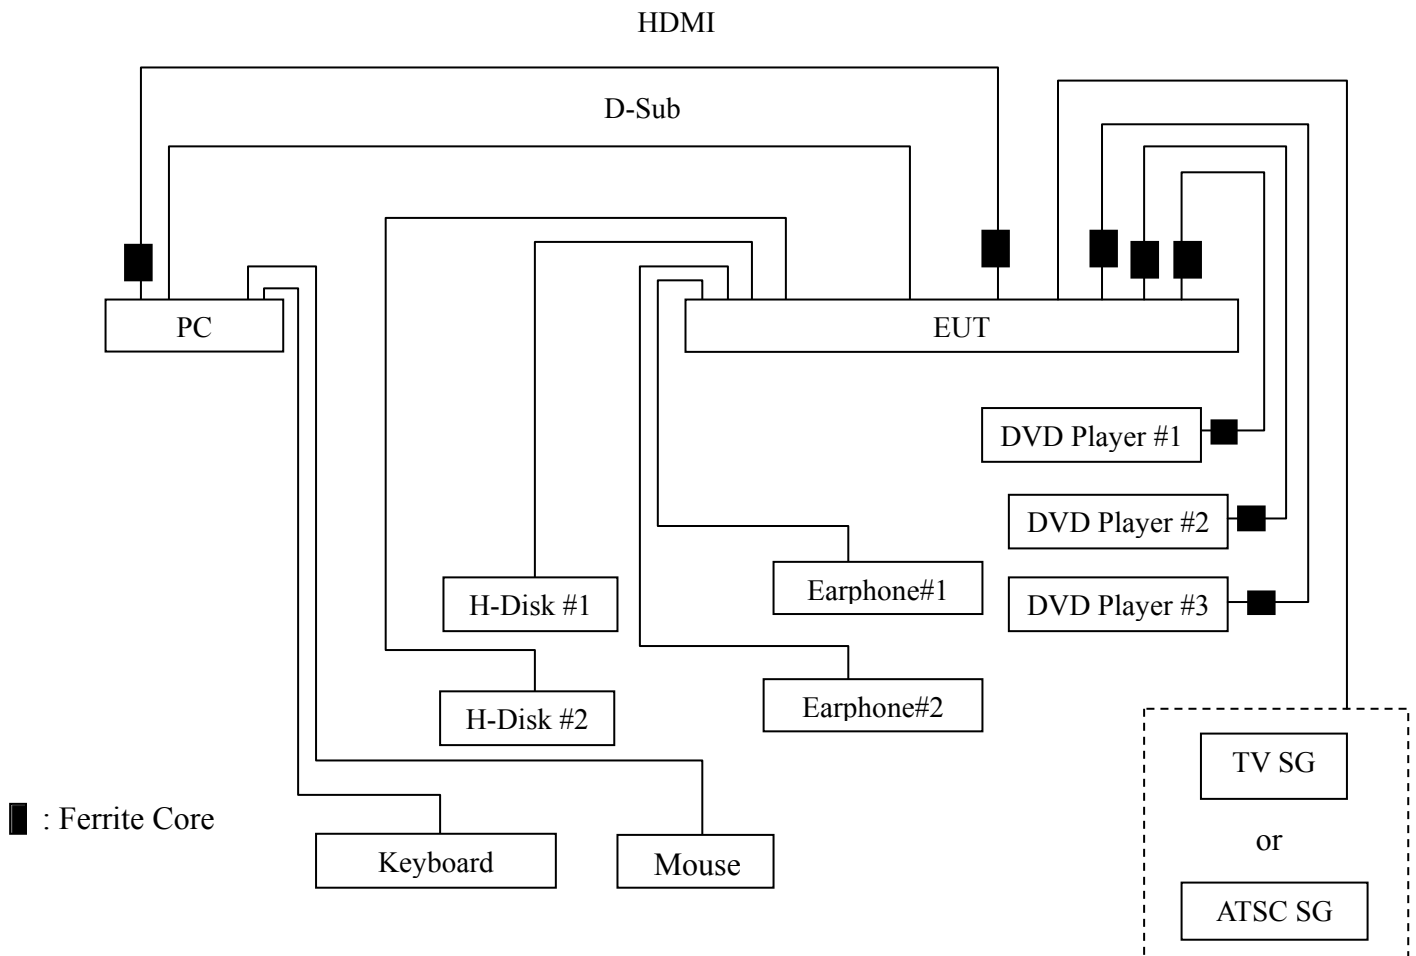 HDMI
D-Sub
PC
EUT
DVD Player #1
DVD Player #2
Earphone#1
H-Disk #1
DVD Player #3
Earphone#2
H-Disk #2
TV SG
: Ferrite Core
or
Keyboard
Mouse
ATSC SG